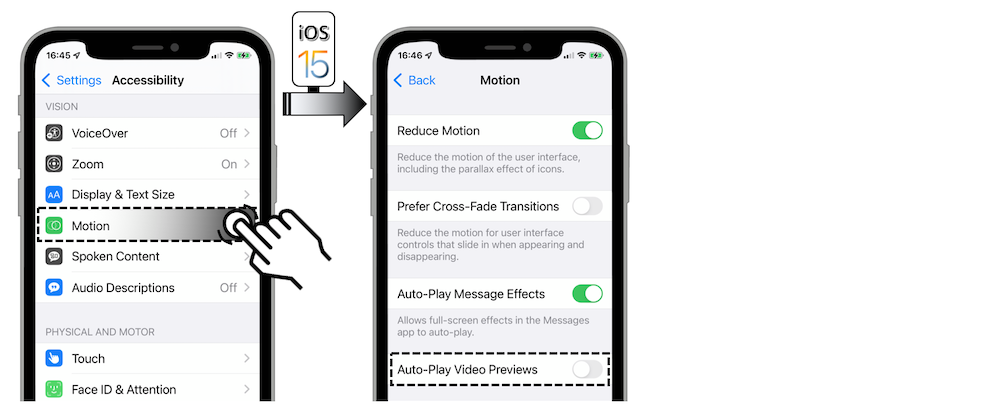 16:45
Settings Accessibility
VISION
VoiceOver Off
Zoom On
Display & Text Size
Motion
Spoken Content
Audio Descriptions Off
PHYSICAL AND MOTOR
Touch
Face ID & Attention
iOS
15
16:46
Back Motion
Reduce Motion
Reduce the motion of the user interface,
including the parallax effect of icons.
Prefer Cross-Fade Transitions
Reduce the motion for user interface
controls that slide in when appearing and
disappearing.
Auto-Play Message Effects
Allows full-screen effects in the Messages
app to auto-play.
Auto-Play Video Previews